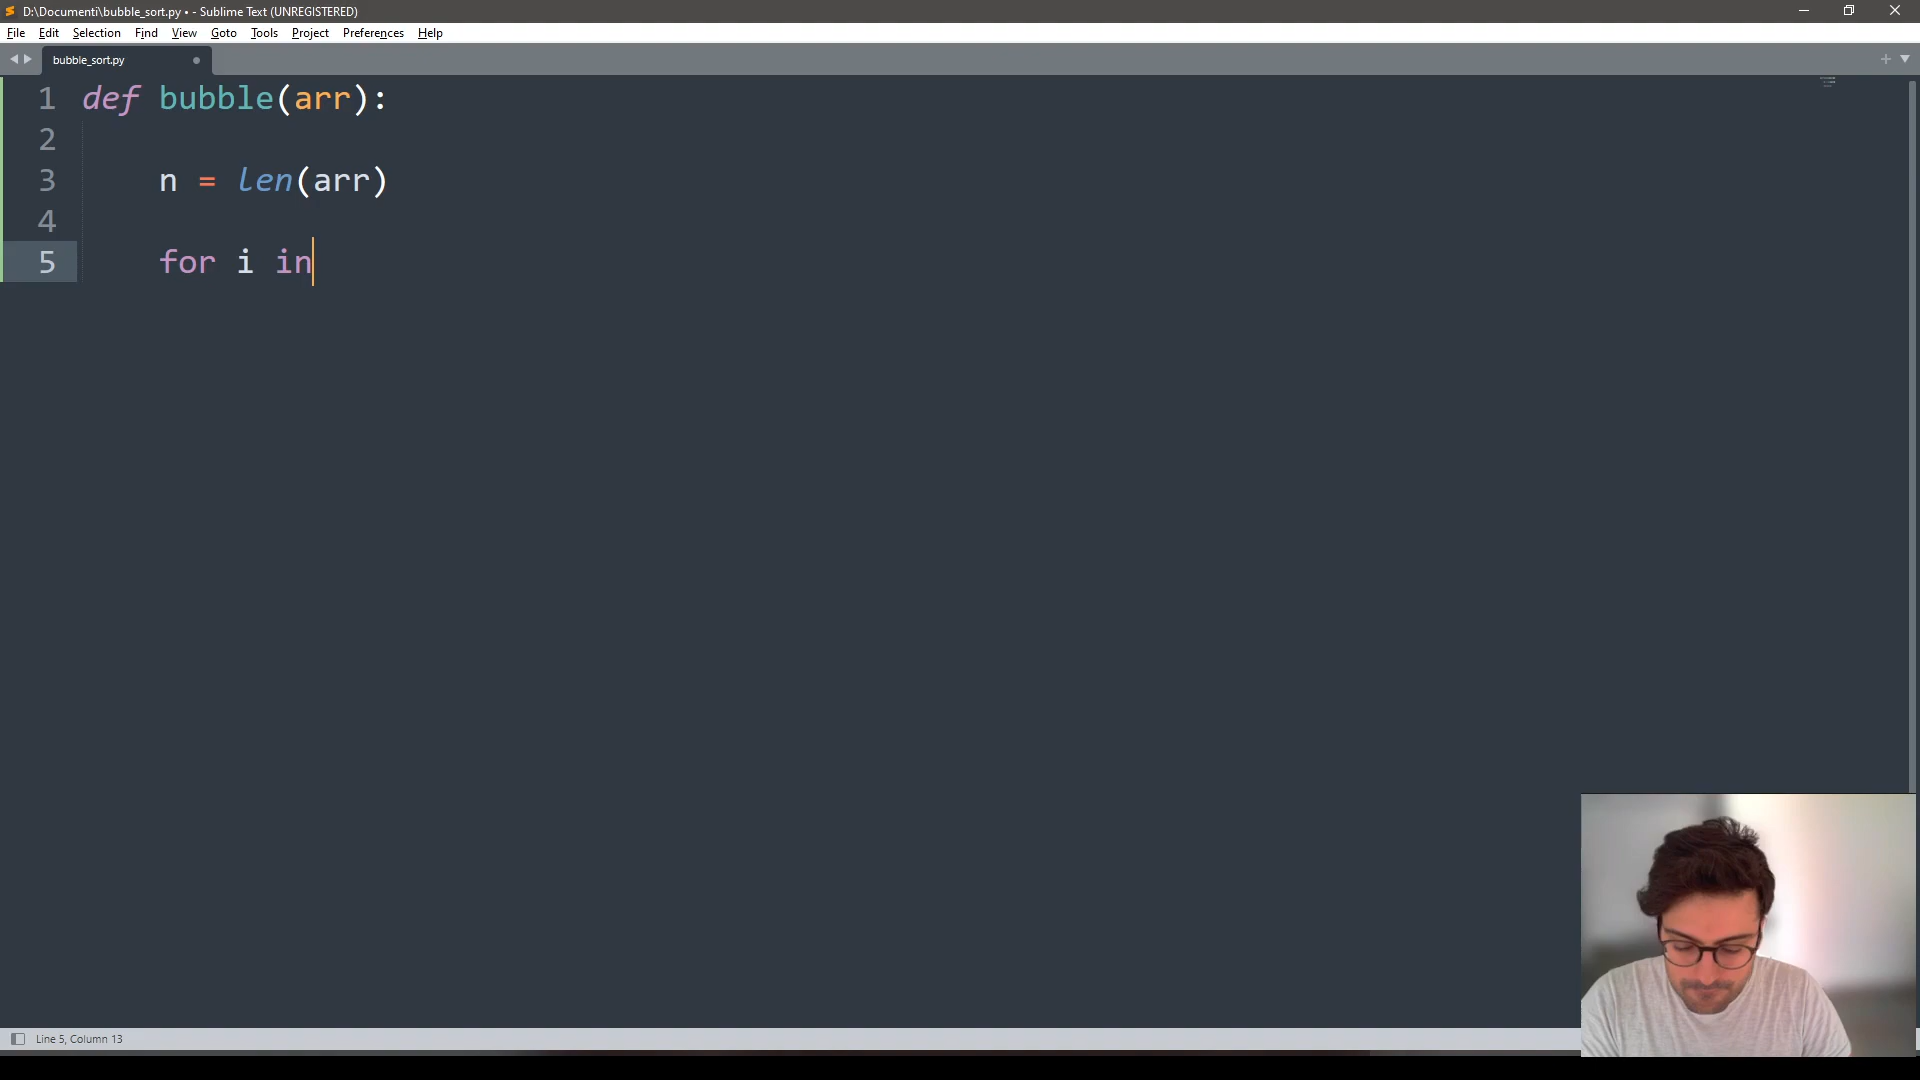 D:\Documenti\bubble_sort.py • - Sublime Text (UNREGISTERED)
File Edit Selection Find View Goto Tools Project Preferences Help
bubble_sort.py
1 def bubble(arr):
2
3 n = len(arr)
4
5 for i in
Line 5, Column 13